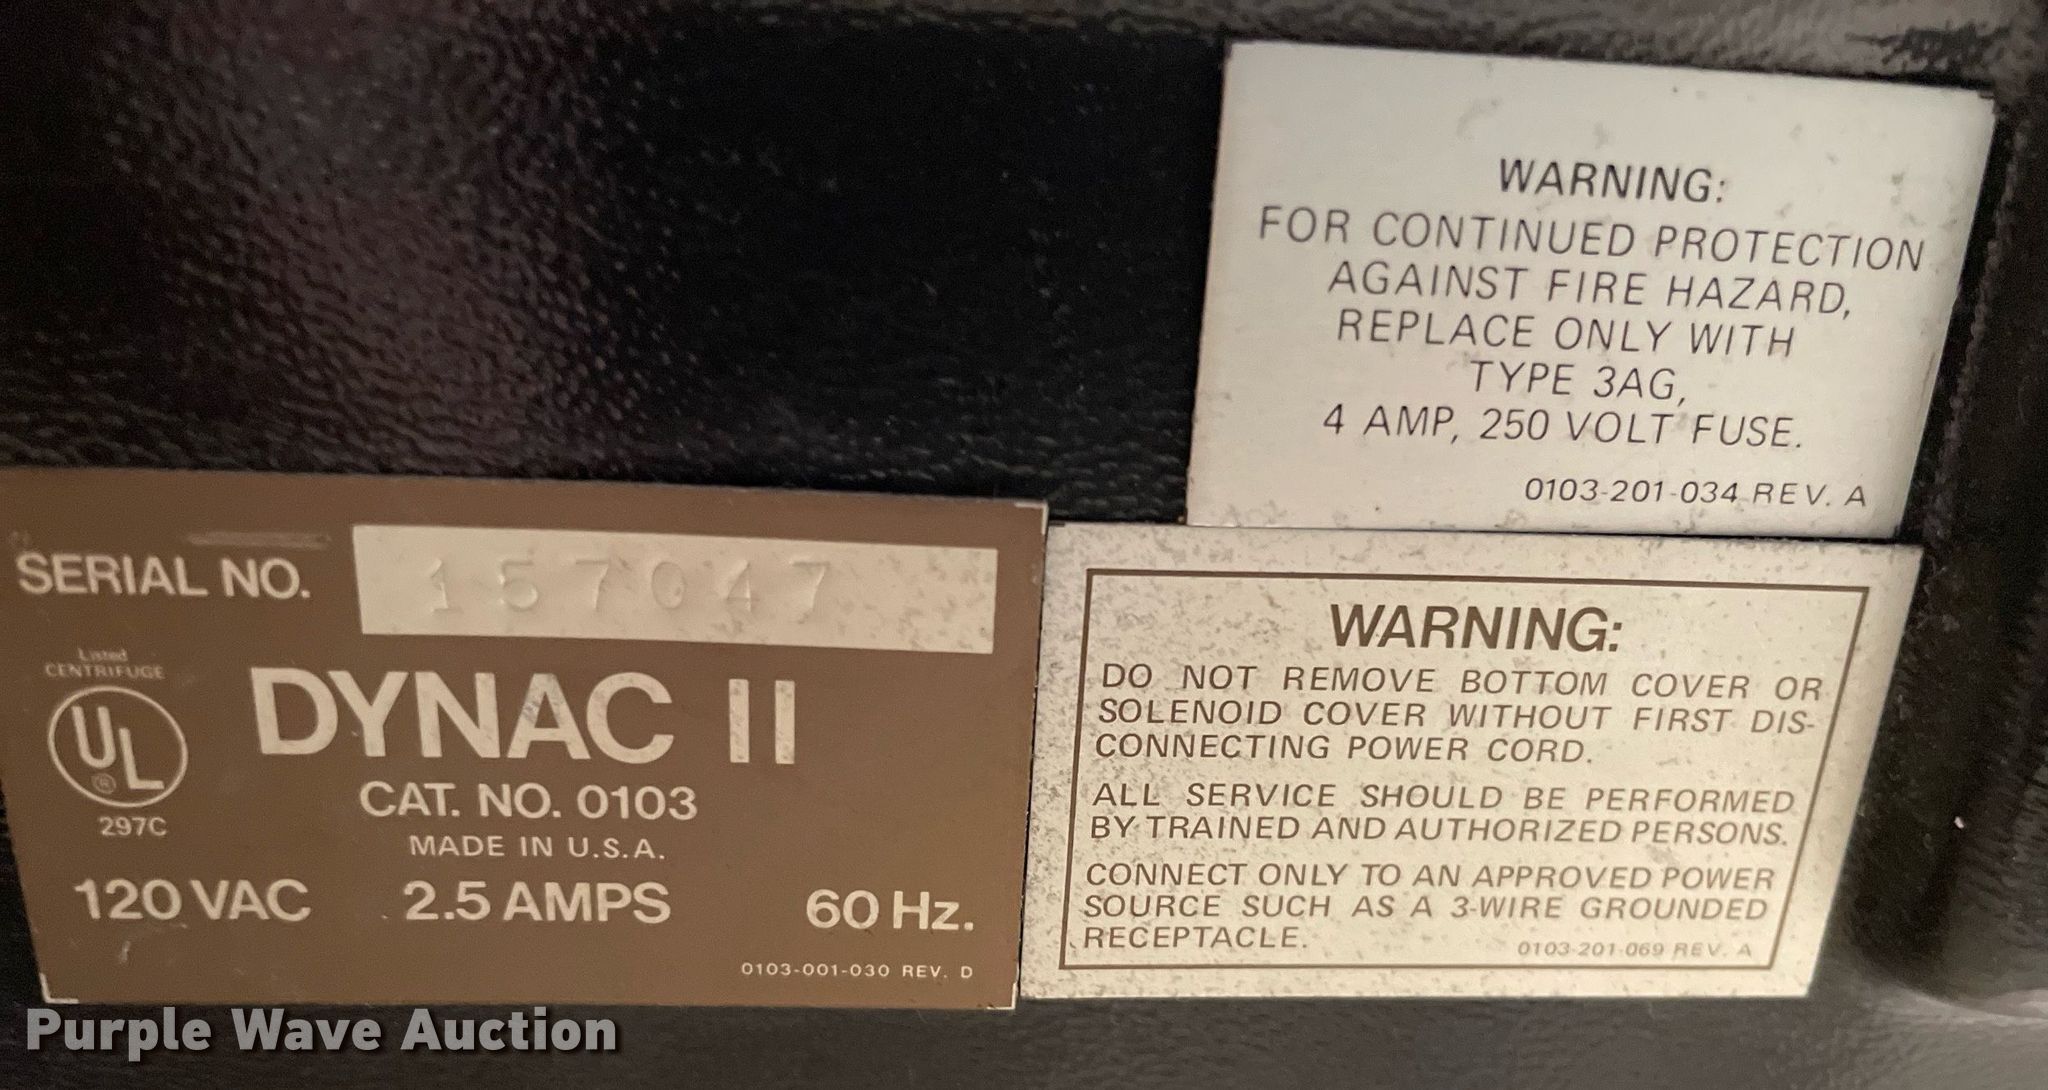 WARNING:
FOR CONTINUED PROTECTION
AGAINST FIRE HAZARD,
REPLACE ONLY WITH
TYPE 3AG,
4 AMP, 250 VOLT FUSE.
0103-201-034 REV. A
SERIAL NO. 157047
Listed
CENTRIFUGE
UL
®
297C
DYNAC II
CAT. NO. 0103
MADE IN U.S.A.
120 VAC 2.5 AMPS 60 Hz.
0103-001-030 REV. D
WARNING:
DO NOT REMOVE BOTTOM COVER OR
SOLENOID COVER WITHOUT FIRST DIS-
CONNECTING POWER CORD.
ALL SERVICE SHOULD BE PERFORMED
BY TRAINED AND AUTHORIZED PERSONS.
CONNECT ONLY TO AN APPROVED POWER
SOURCE SUCH AS A 3-WIRE GROUNDED
RECEPTACLE.
0103-201-069 REV. A
Purple Wave Auction